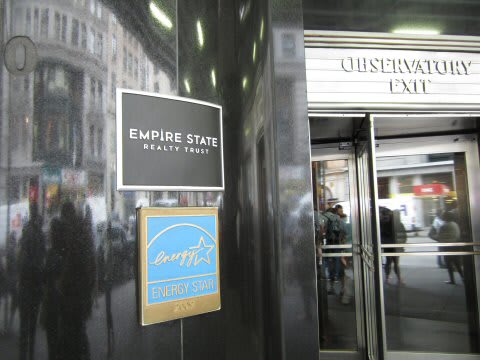 OBSERVATORY
EXIT
EMPIRE STATE
REALTY TRUST
energy
ENERGY STAR